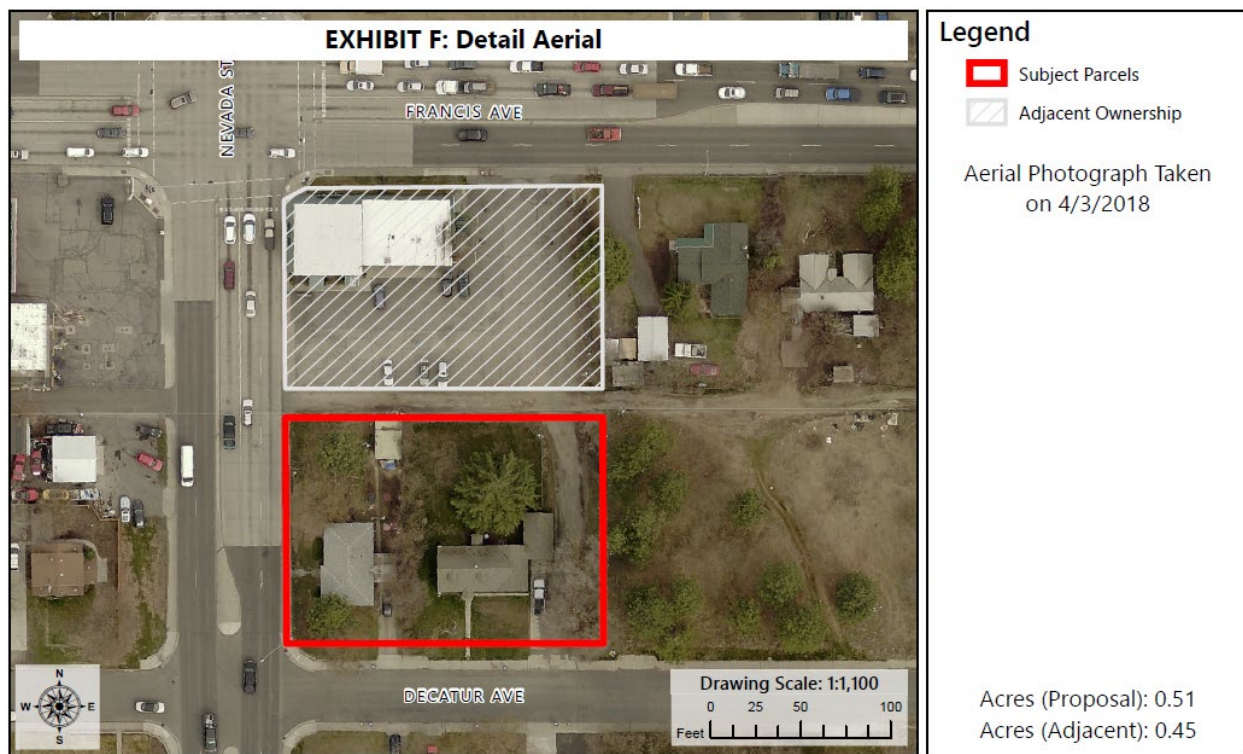 EXHIBIT F: Detail Aerial
NEVADA ST
FRANCIS AVE
DECATUR AVE
N
W
E
S
Drawing Scale: 1:1,100
0 25 50 100
Feet
Legend
Subject Parcels
Adjacent Ownership
Aerial Photograph Taken
on 4/3/2018
Acres (Proposal): 0.51
Acres (Adjacent): 0.45